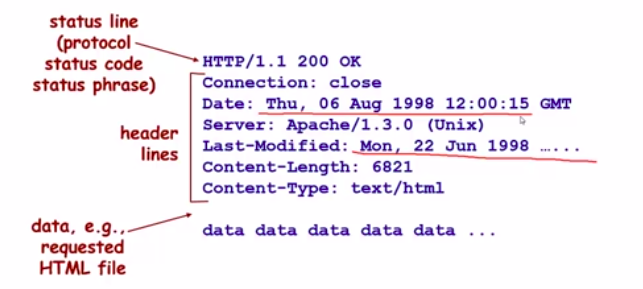 status line
(protocol
status code
status phrase)
HTTP/1.1 200 OK
Connection: close
Date: Thu, 06 Aug 1998 12:00:15 GMT
Server: Apache/1.3.0 (Unix)
Last-Modified: Mon, 22 Jun 1998 …...
Content-Length: 6821
Content-Type: text/html
header
lines
data, e.g.,
requested
HTML file
data data data data data ...